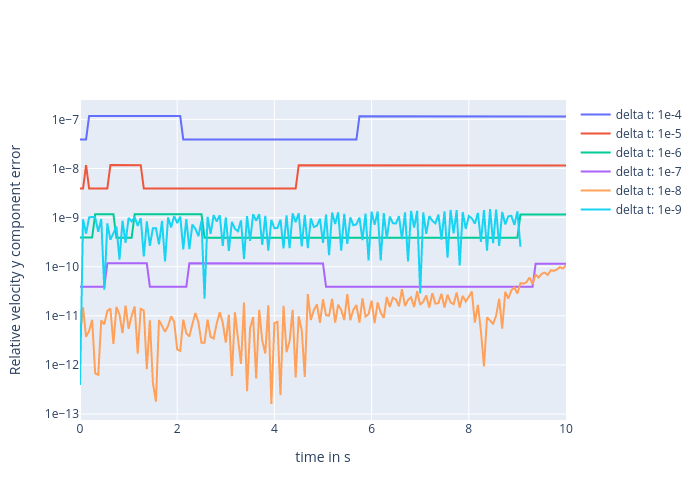 Relative velocity y component error
1e−7
1e−8
1e−9
1e−10
1e−11
1e−12
1e−13
0 2 4 6 8 10
time in s
delta t: 1e-4
delta t: 1e-5
delta t: 1e-6
delta t: 1e-7
delta t: 1e-8
delta t: 1e-9